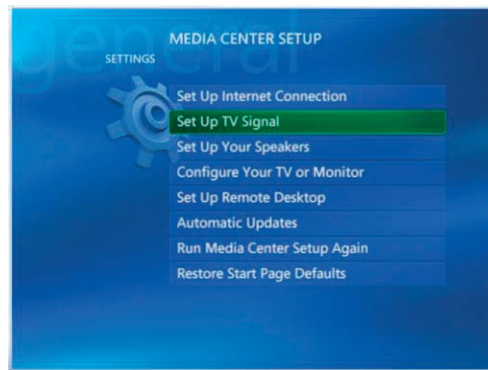 general
MEDIA CENTER SETUP
SETTINGS
Set Up Internet Connection
Set Up TV Signal
Set Up Your Speakers
Configure Your TV or Monitor
Set Up Remote Desktop
Automatic Updates
Run Media Center Setup Again
Restore Start Page Defaults